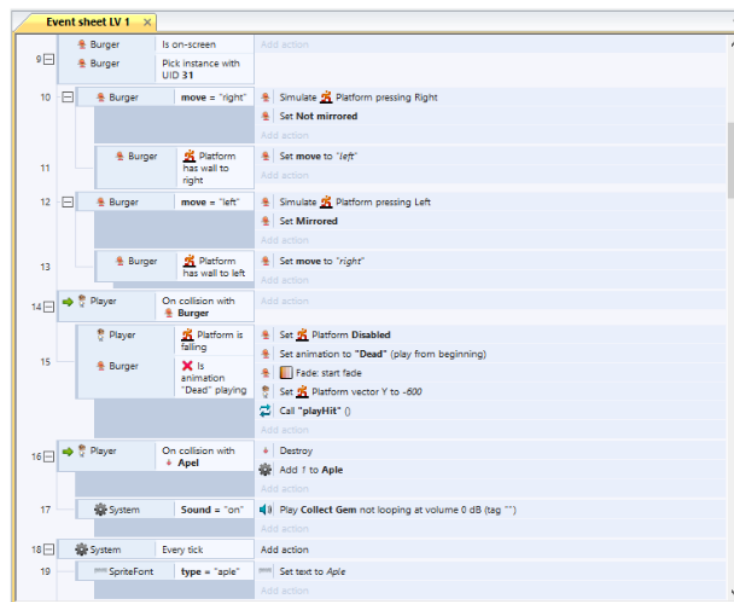 Event sheet LV 1 ×
Burger Is on-screen Add action
9 Burger Pick instance with
UID 31
10 Burger move = "right" Simulate Platform pressing Right
Set Not mirrored
Add action
Burger Platform Set move to "left"
11 has wall to Add action
right
12 Burger move = "left" Simulate Platform pressing Left
Set Mirrored
Add action
13 Burger Platform Set move to "right"
has wall to left Add action
14 Player On collision with Add action
Burger
Player Platform is Set Platform Disabled
falling
15 Burger Is Set animation to "Dead" (play from beginning)
animation Fade: start fade
"Dead" playing Set Platform vector Y to -600
Call "playHit" ()
Add action
16 Player On collision with Destroy
Apel Add 1 to Aple
Add action
17 System Sound = "on" Play Collect Gem not looping at volume 0 dB (tag "")
Add action
18 System Every tick Add action
19 SpriteFont type = "aple" Set text to Aple
Add action